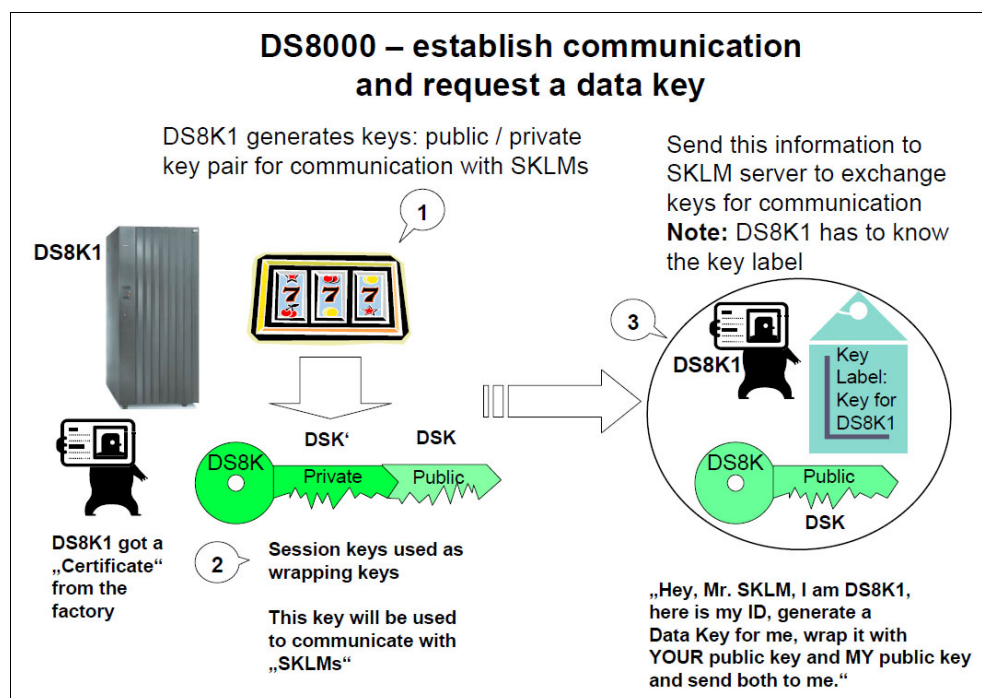 DS8000 – establish communication
and request a data key
DS8K1 generates keys: public / private
key pair for communication with SKLMs
1
DS8K1
7 7 7
Send this information to
SKLM server to exchange
keys for communication
Note: DS8K1 has to know
the key label
3
DS8K1
Key
Label:
Key for
DS8K1
DSK‘ DSK
DS8K
Private
Public
DS8K
Public
DSK
DS8K1 got a
„Certificate“
from the
factory
2
Session keys used as
wrapping keys
This key will be used
to communicate with
„SKLMs“
„Hey, Mr. SKLM, I am DS8K1,
here is my ID, generate a
Data Key for me, wrap it with
YOUR public key and MY public key
and send both to me.“